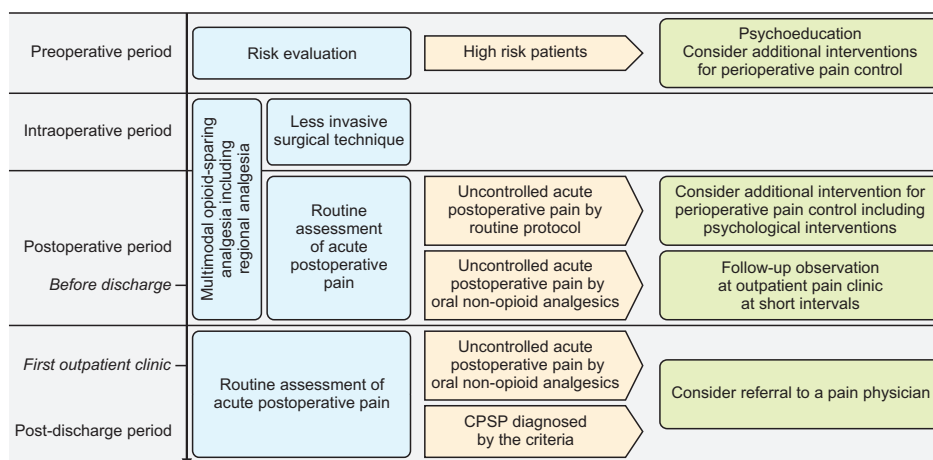 Preoperative period
Risk evaluation
High risk patients
Psychoeducation
Consider additional interventions
for perioperative pain control
Intraoperative period
Multimodal opioid-sparing
analgesia including
regional analgesia
Less invasive
surgical technique
Postoperative period
Before discharge
Routine
assessment
of acute
postoperative
pain
Uncontrolled acute
postoperative pain by
routine protocol
Consider additional intervention for
perioperative pain control including
psychological interventions
Uncontrolled acute
postoperative pain by
oral non-opioid analgesics
Follow-up observation
at outpatient pain clinic
at short intervals
First outpatient clinic
Post-discharge period
Routine assessment of
acute postoperative pain
Uncontrolled acute
postoperative pain by
oral non-opioid analgesics
CPSP diagnosed
by the criteria
Consider referral to a pain physician